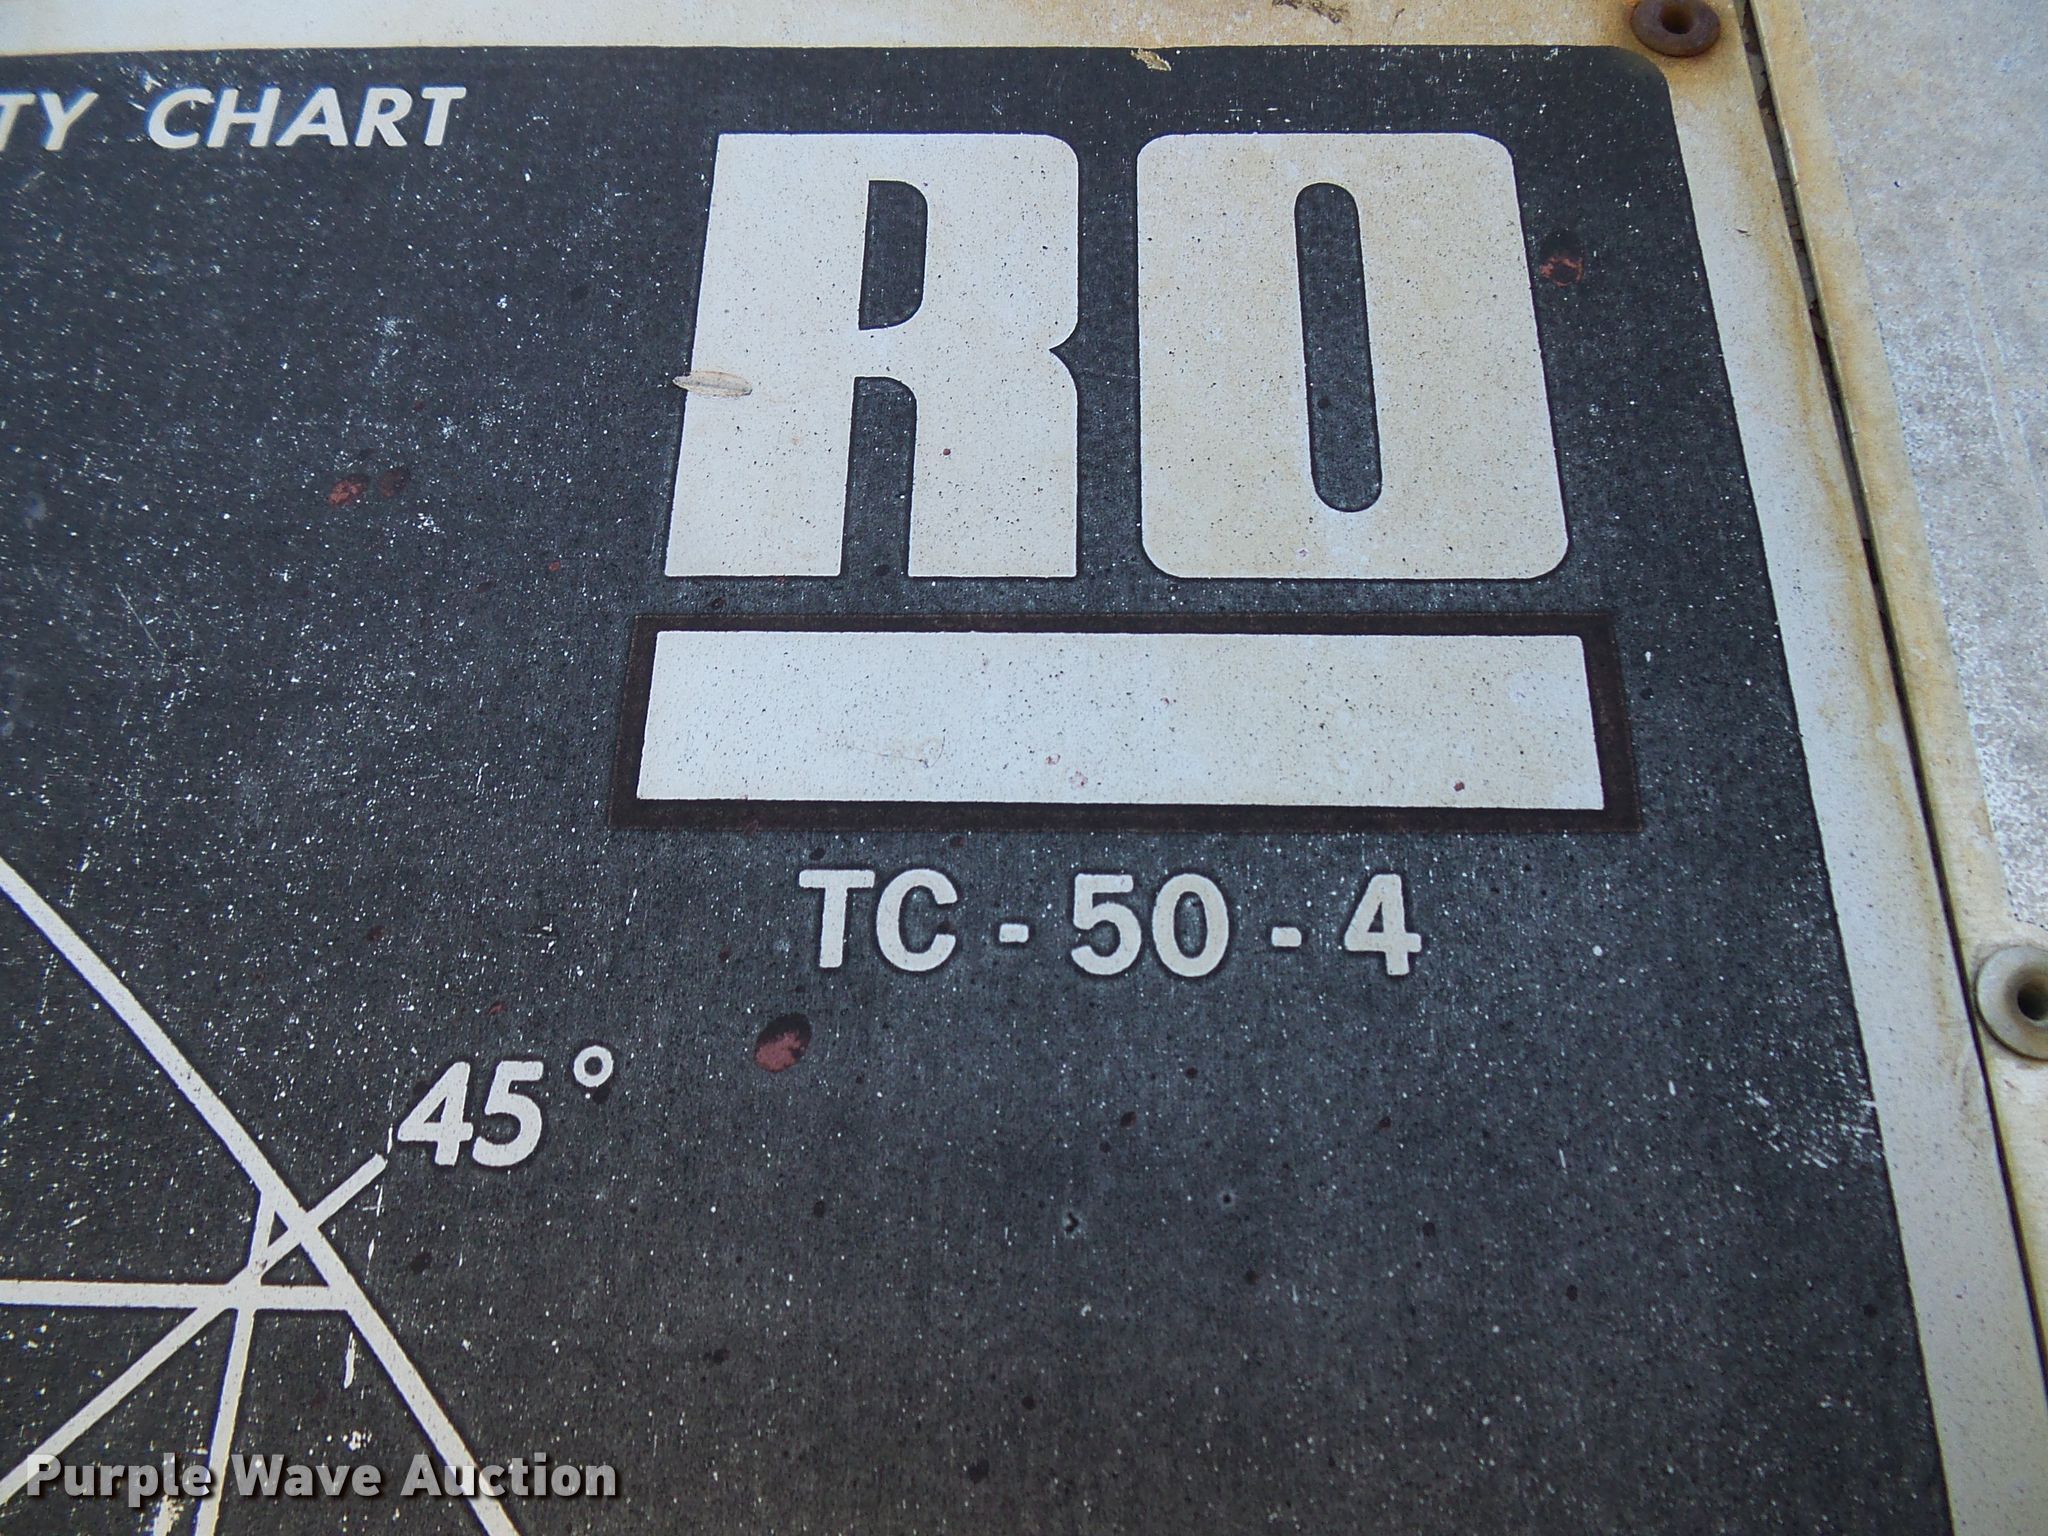 TY CHART
RO
TC - 50 - 4
45°
Purple Wave Auction